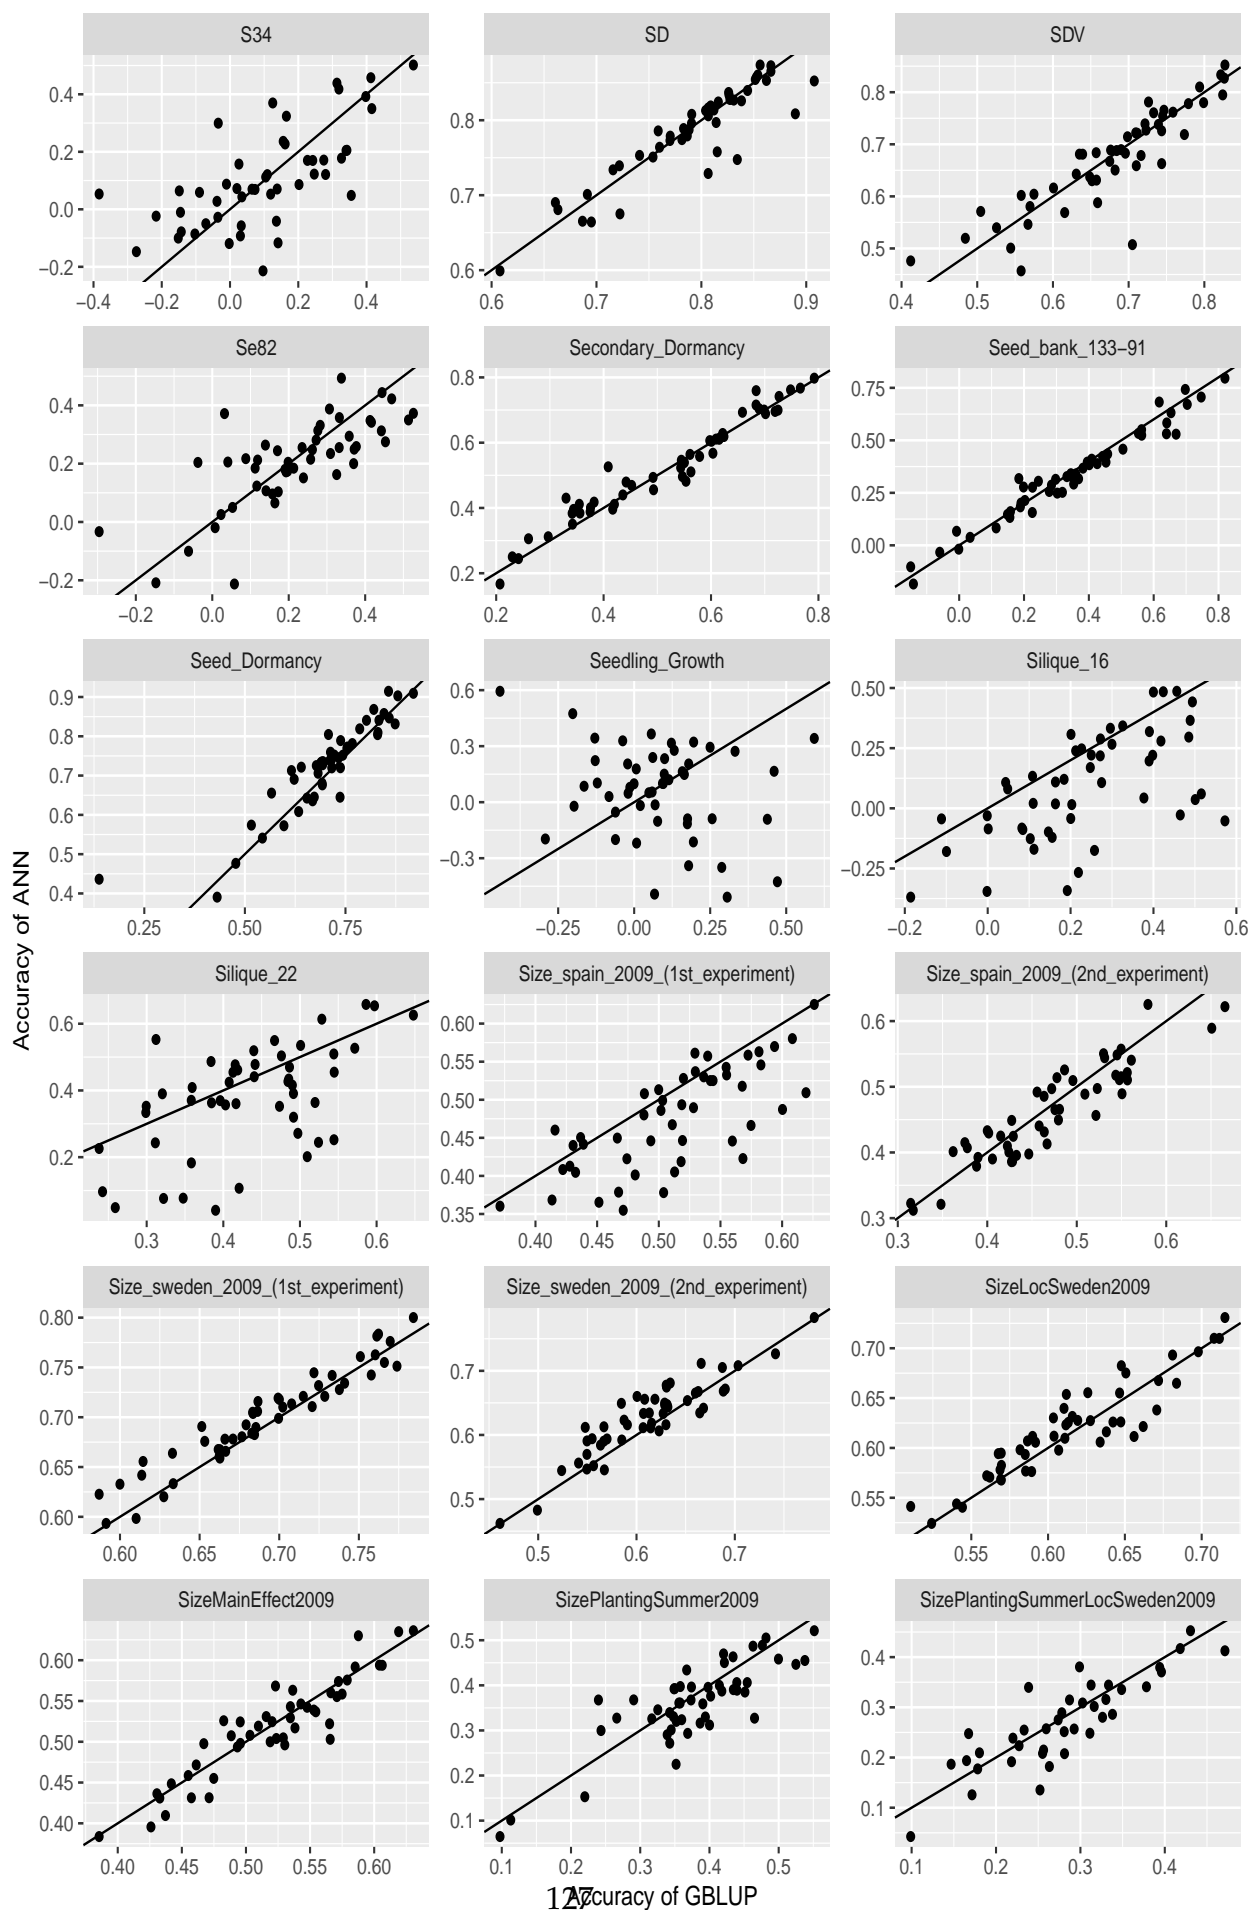 S34 SD SDV
0.4 0.8 0.8
0.2 0.7
0.0 0.7 0.6
−0.2 0.6 0.5
−0.4 −0.2 0.0 0.2 0.4 0.6 0.7 0.8 0.9 0.4 0.5 0.6 0.7 0.8
Se82 Secondary_Dormancy Seed_bank_133−91
0.4 0.8 0.75
0.2 0.6 0.50
0.0 0.4 0.25
−0.2 0.2 0.00
−0.2 0.0 0.2 0.4 0.2 0.4 0.6 0.8 0.0 0.2 0.4 0.6 0.8
Seed_Dormancy Seedling_Growth Silique_16
0.9 0.6 0.50
0.8 0.3 0.25
0.7 0.0 0.00
0.6 −0.3 −0.25
0.5
0.4
0.25 0.50 0.75 −0.25 0.00 0.25 0.50 −0.2 0.0 0.2 0.4 0.6
Accuracy of ANN
Silique_22 Size_spain_2009_(1st_experiment) Size_spain_2009_(2nd_experiment)
0.6 0.60 0.6
0.4 0.55 0.5
0.2 0.50 0.4
0.45 0.3
0.40
0.35
0.3 0.4 0.5 0.6 0.40 0.45 0.50 0.55 0.60 0.3 0.4 0.5 0.6
Size_sweden_2009_(1st_experiment) Size_sweden_2009_(2nd_experiment) SizeLocSweden2009
0.80 0.7 0.70
0.75 0.6 0.65
0.70 0.5 0.60
0.65 0.55
0.60
0.60 0.65 0.70 0.75 0.5 0.6 0.7 0.55 0.60 0.65 0.70
SizeMainEffect2009 SizePlantingSummer2009 SizePlantingSummerLocSweden2009
0.60 0.5 0.4
0.55 0.4 0.3
0.50 0.3 0.2
0.45 0.2 0.1
0.40 0.1
0.40 0.45 0.50 0.55 0.60 0.1 0.2 0.3 0.4 0.5 0.1 0.2 0.3 0.4
Accuracy of GBLUP
127